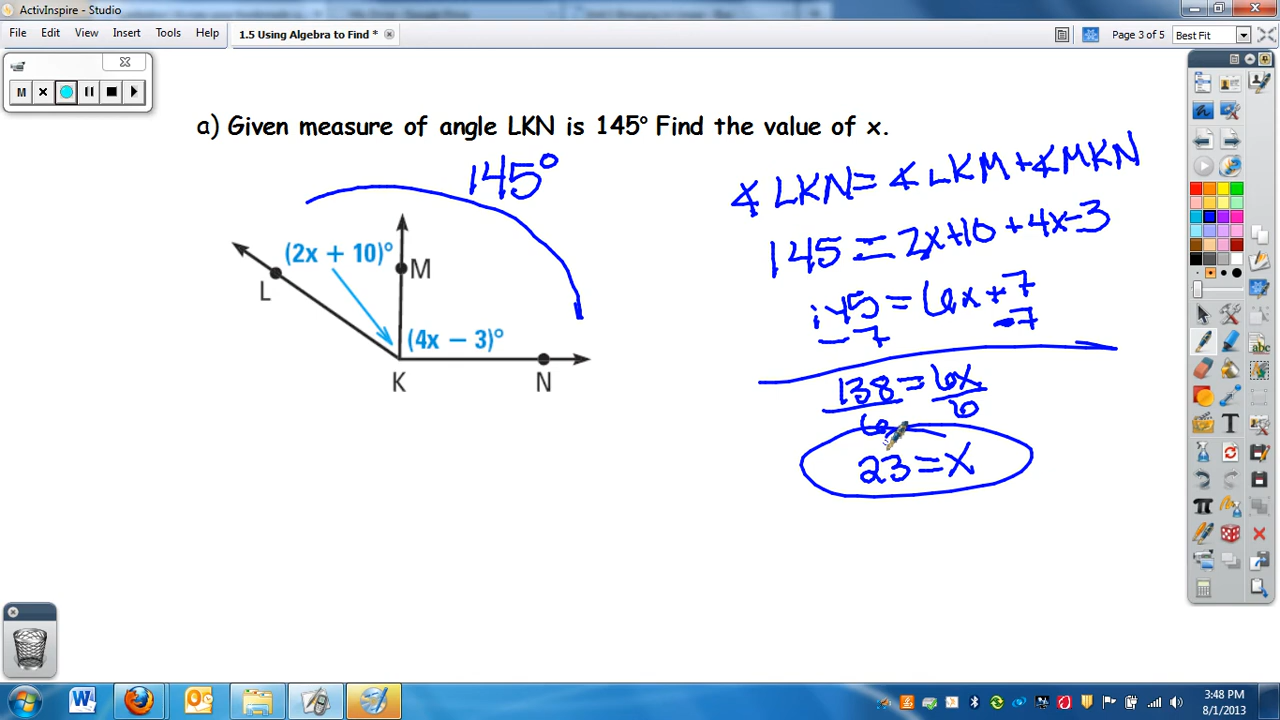 ActivInspire - Studio
File Edit View Insert Tools Help
1.5 Using Algebra to Find *
Page 3 of 5
Best Fit
M
a) Given measure of angle LKN is 145° Find the value of x.
145°
(2x + 10)°
M
L
(4x − 3)°
K
N
∡ LKN = ∡ LKM + ∡ MKN
145 = 2x+10 + 4x-3
145 = 6x + 7
-7 -7
138 = 6x
6 6
23 = x
abc
T
π
W
3:48 PM
8/1/2013